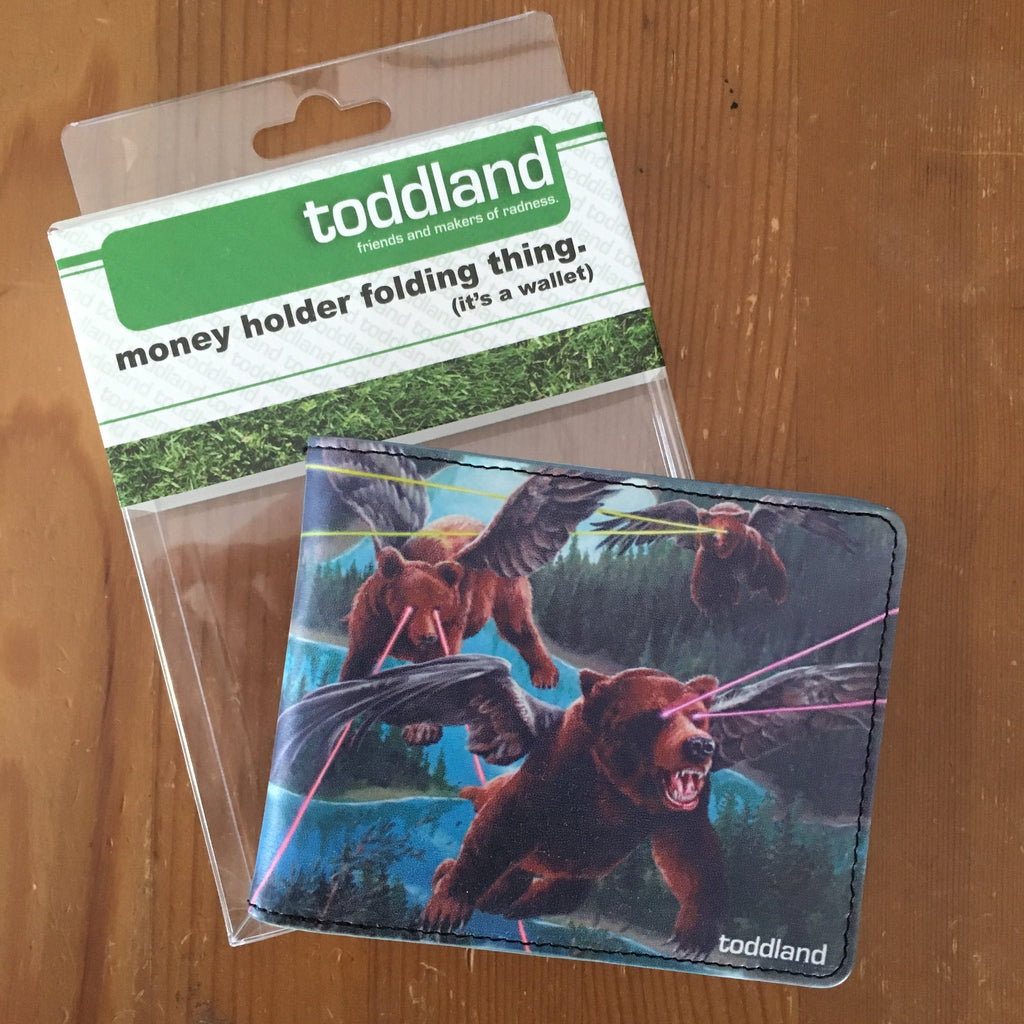 toddland
friends and makers of radness.
money holder folding thing.
(it's a wallet)
toddland